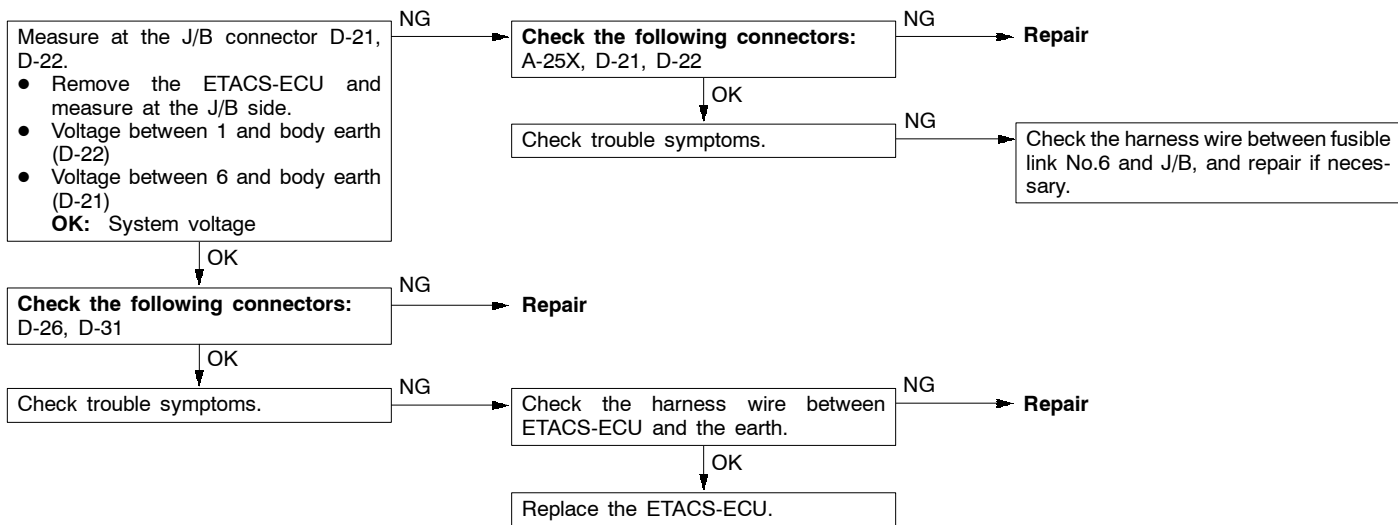 Measure at the J/B connector D-21,
D-22.
● Remove the ETACS-ECU and
measure at the J/B side.
● Voltage between 1 and body earth
(D-22)
● Voltage between 6 and body earth
(D-21)
OK: System voltage
NG
Check the following connectors:
A-25X, D-21, D-22
NG
Repair
OK
Check trouble symptoms.
NG
Check the harness wire between fusible
link No.6 and J/B, and repair if neces-
sary.
OK
Check the following connectors:
D-26, D-31
NG
Repair
OK
Check trouble symptoms.
NG
Check the harness wire between
ETACS-ECU and the earth.
NG
Repair
OK
Replace the ETACS-ECU.